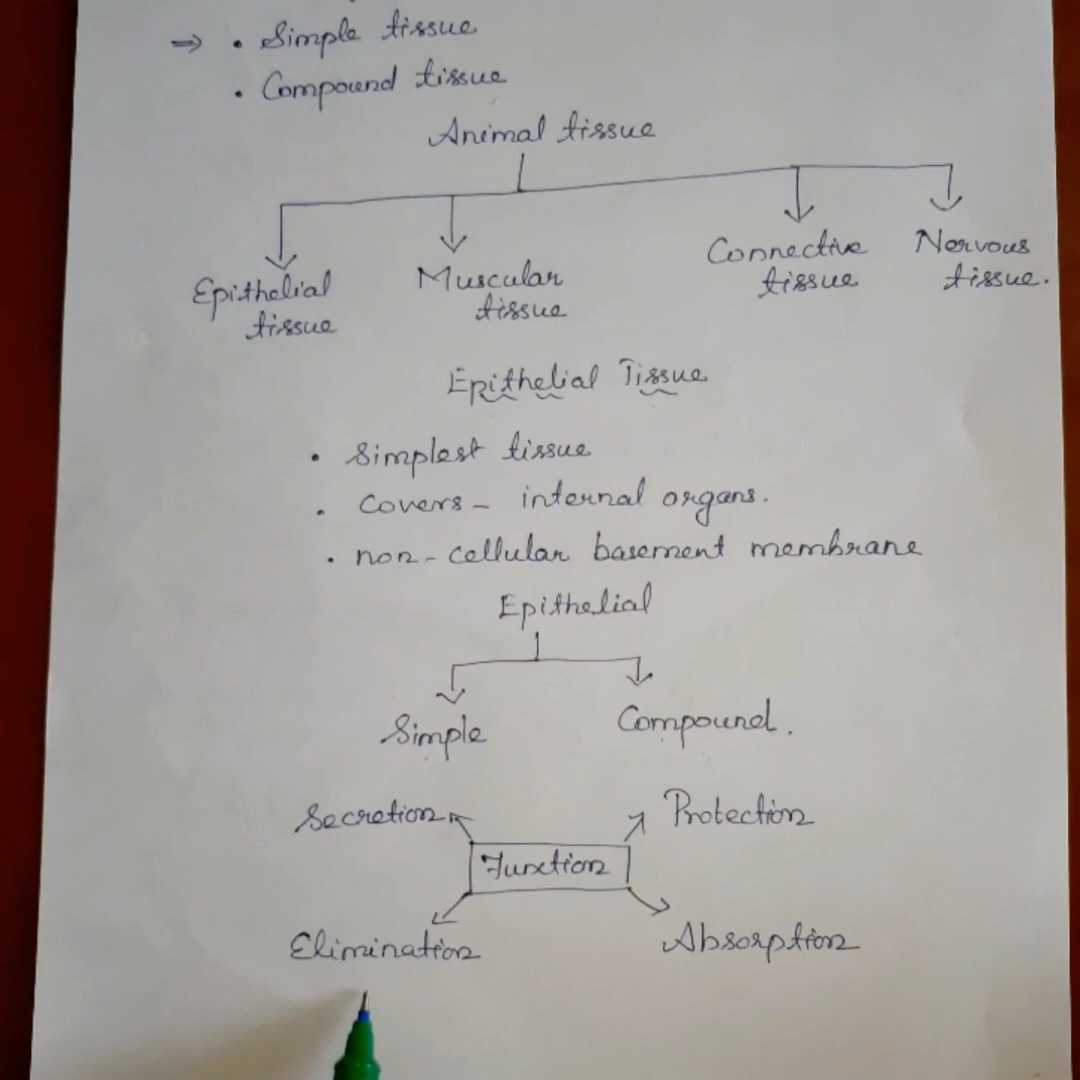 ⇒ • Simple tissue
• Compound tissue
Animal tissue
Epithelial tissue
Muscular tissue
Connective tissue
Nervous tissue.
Epithelial Tissue
• Simplest tissue
• Covers - internal organs.
• non-cellular basement membrane
Epithelial
Simple
Compound.
Secretion
Protection
Function
Elimination
Absorption